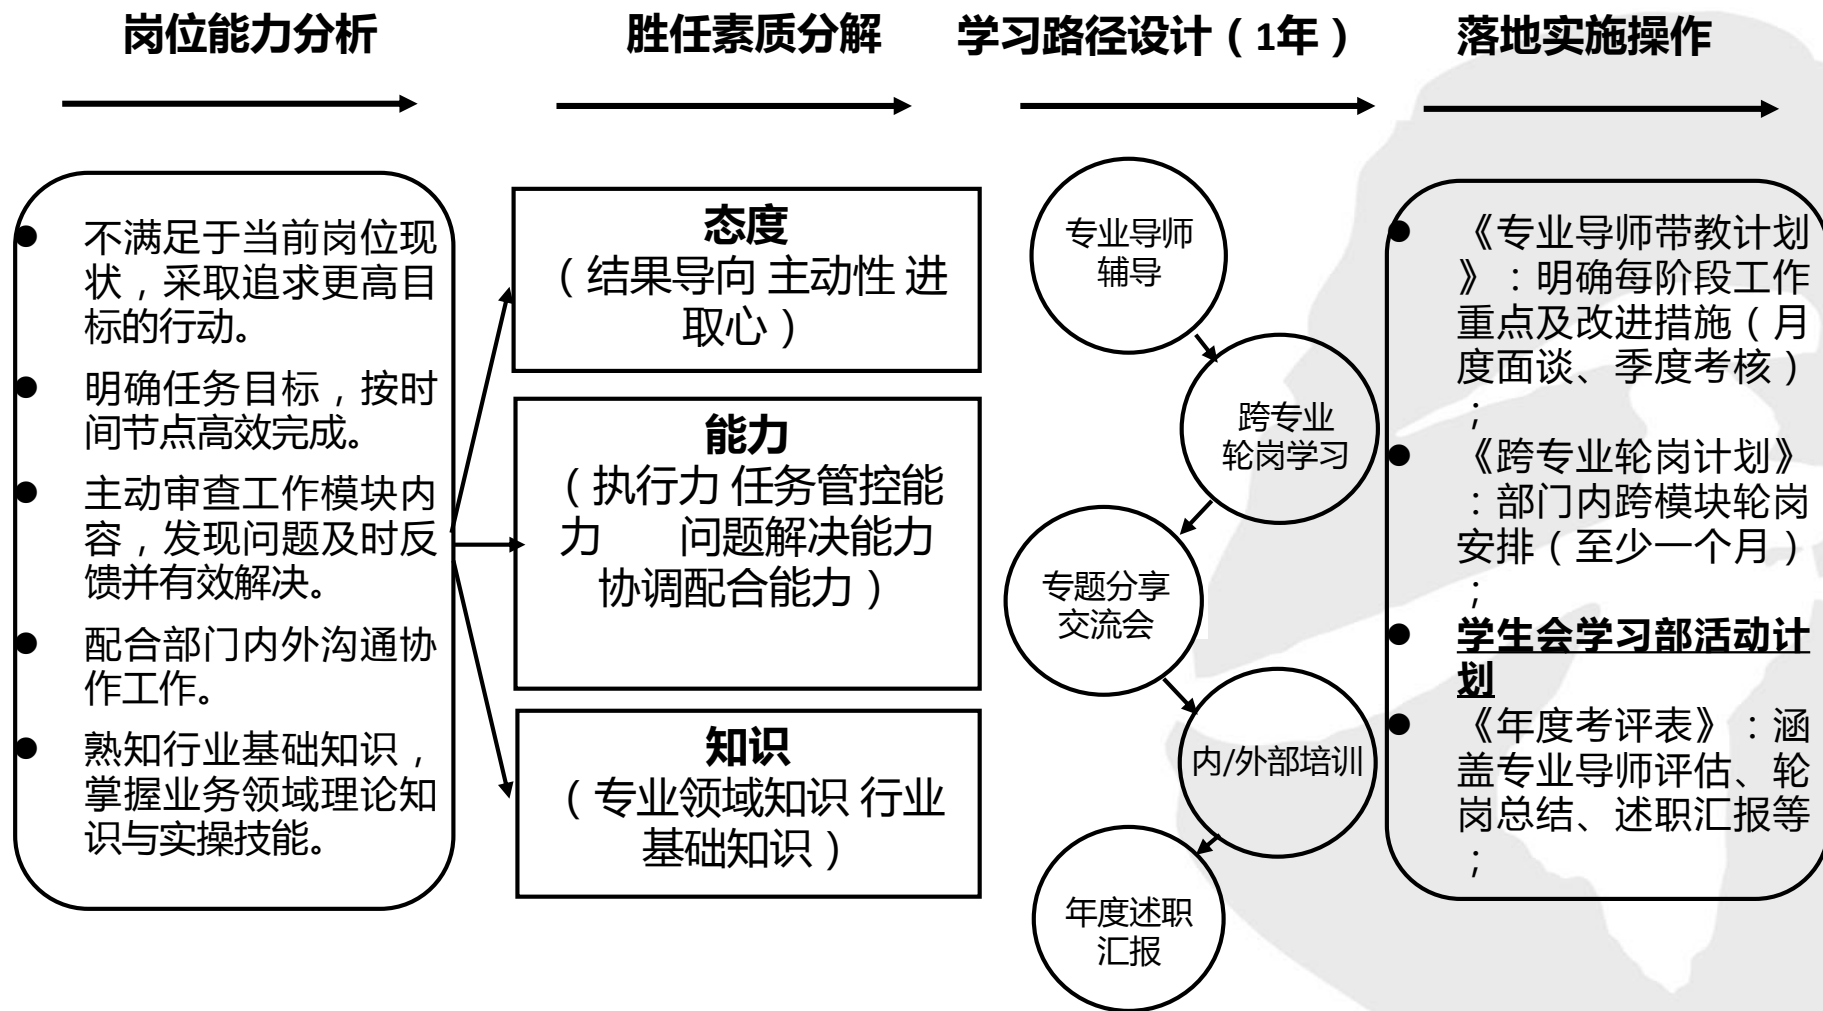 岗位能力分析
胜任素质分解
学习路径设计（1年）
落地实施操作
● 不满足于当前岗位现
状，采取追求更高目
标的行动。
● 明确任务目标，按时
间节点高效完成。
● 主动审查工作模块内
容，发现问题及时反
馈并有效解决。
● 配合部门内外沟通协
作工作。
● 熟知行业基础知识，
掌握业务领域理论知
识与实操技能。
态度
（结果导向 主动性 进
取心）
能力
（执行力 任务管控能
力 问题解决能力
协调配合能力）
知识
（专业领域知识 行业
基础知识）
专业导师
辅导
跨专业
轮岗学习
专题分享
交流会
内/外部培训
年度述职
汇报
● 《专业导师带教计划
》：明确每阶段工作
重点及改进措施（月
度面谈、季度考核）
；
● 《跨专业轮岗计划》
：部门内跨模块轮岗
安排（至少一个月）
；
● 学生会学习部活动计
划
● 《年度考评表》：涵
盖专业导师评估、轮
岗总结、述职汇报等
；